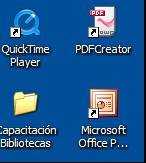 PDF
QuickTime
Player
PDFCreator
Capacitación
Bibliotecas
Microsoft
Office P...